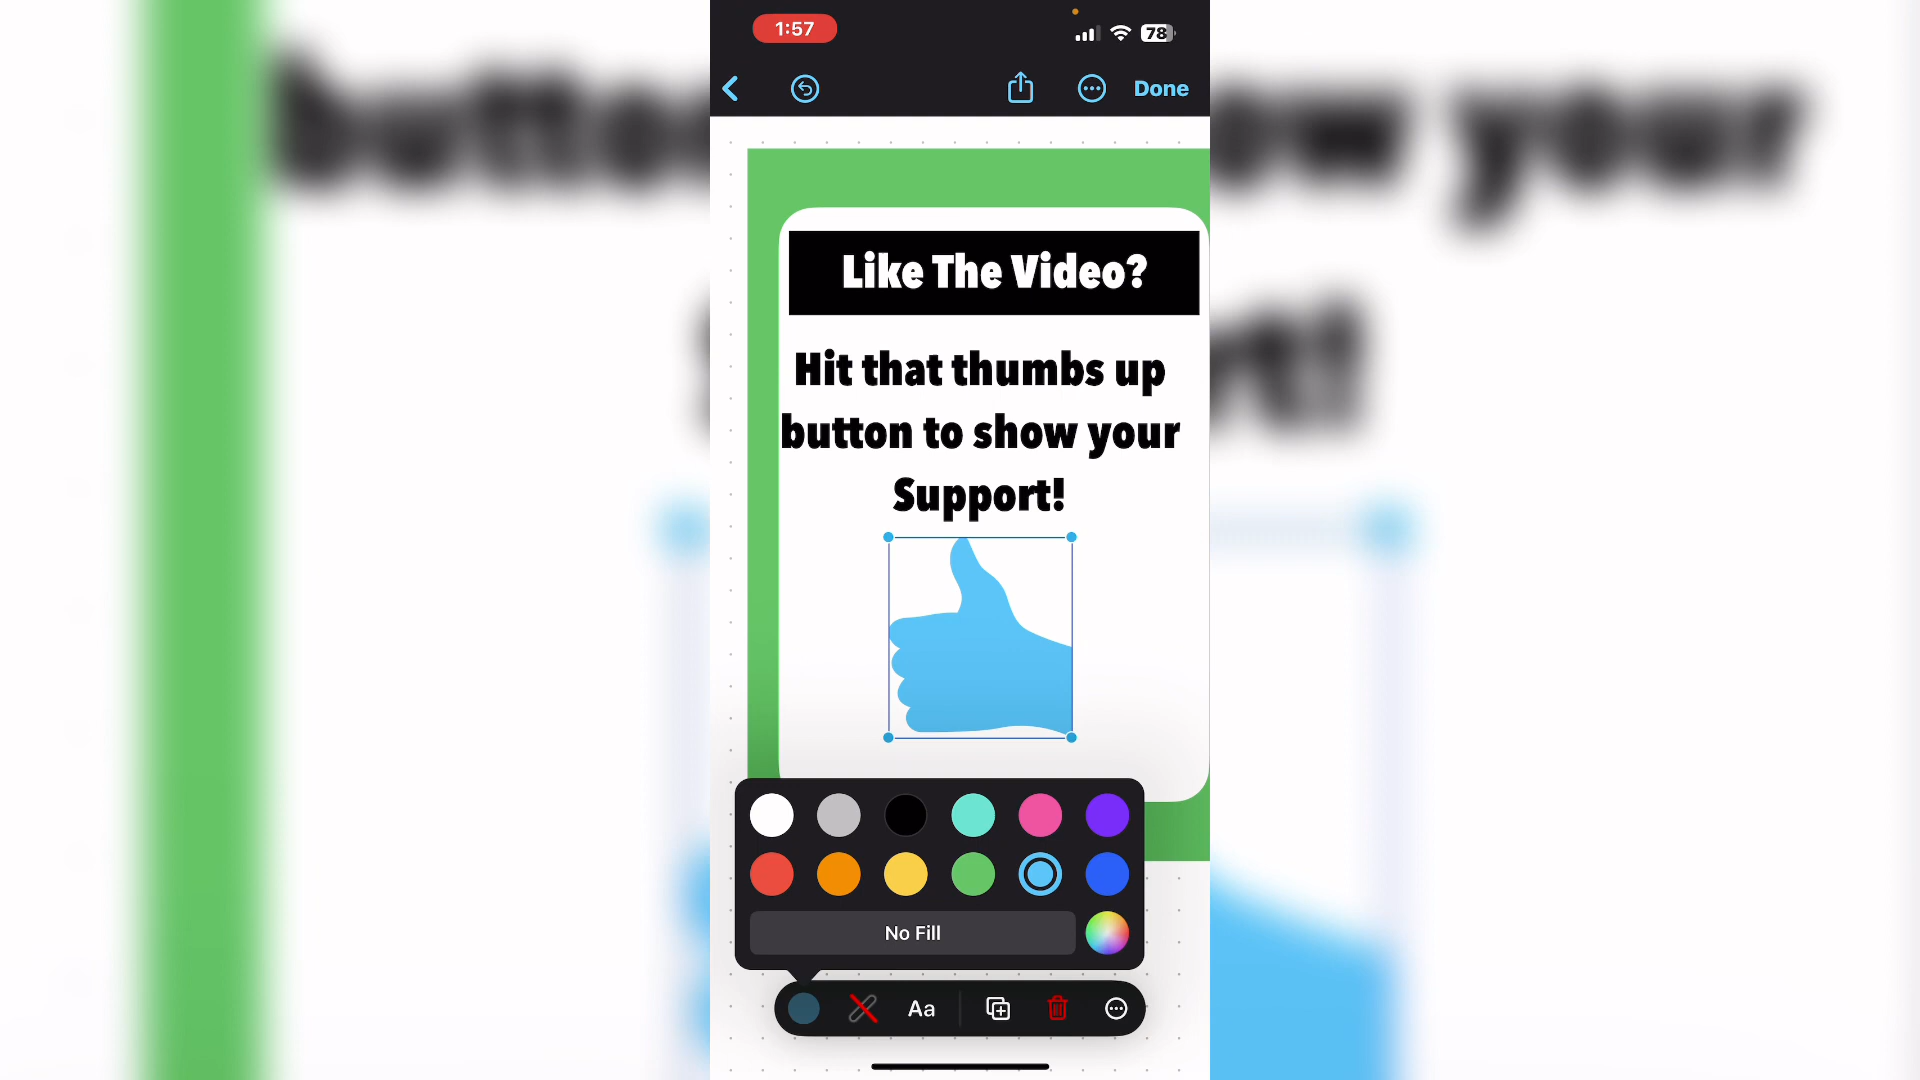 1:57
78
Done
Like The Video?
Hit that thumbs up
button to show your
Support!
No Fill
Aa